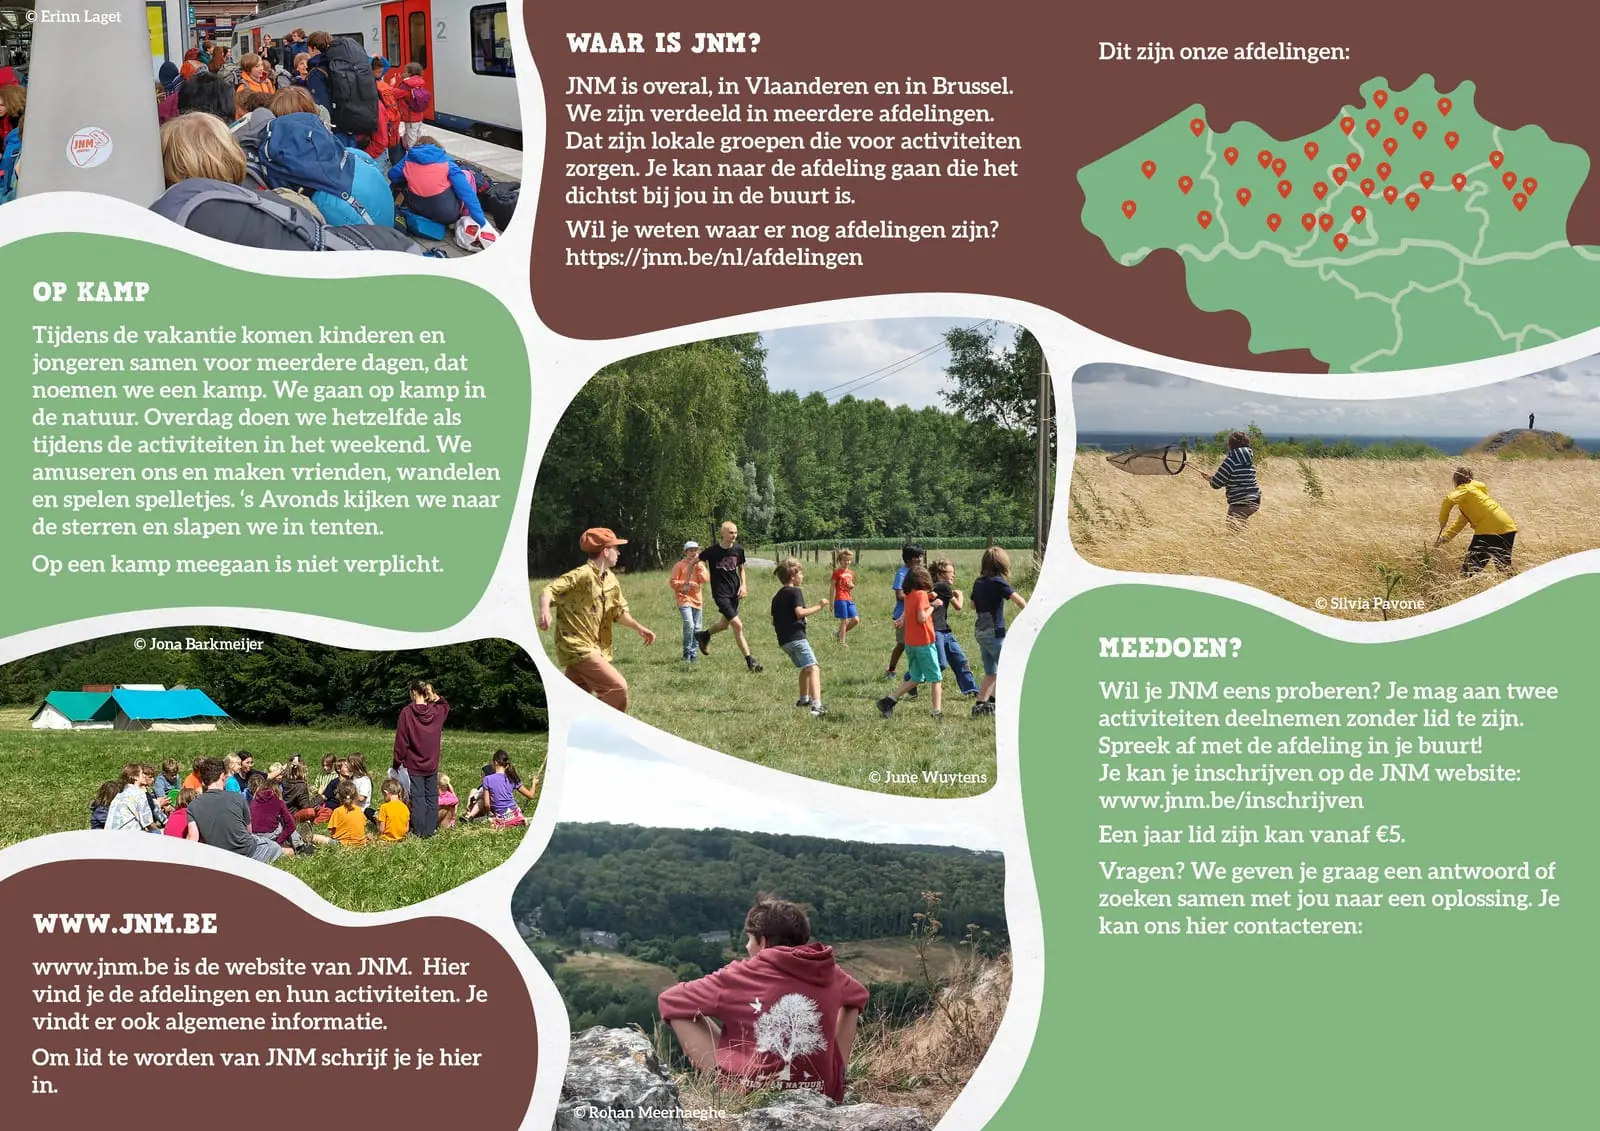 © Erinn Laget
2
2
JNM
OP KAMP
Tijdens de vakantie komen kinderen en
jongeren samen voor meerdere dagen, dat
noemen we een kamp. We gaan op kamp in
de natuur. Overdag doen we hetzelfde als
tijdens de activiteiten in het weekend. We
amuseren ons en maken vrienden, wandelen
en spelen spelletjes. ‘s Avonds kijken we naar
de sterren en slapen we in tenten.
Op een kamp meegaan is niet verplicht.
© Jona Barkmeijer
WWW.JNM.BE
www.jnm.be is de website van JNM.  Hier
vind je de afdelingen en hun activiteiten. Je
vindt er ook algemene informatie.
Om lid te worden van JNM schrijf je je hier
in.
WAAR IS JNM?
JNM is overal, in Vlaanderen en in Brussel.
We zijn verdeeld in meerdere afdelingen.
Dat zijn lokale groepen die voor activiteiten
zorgen. Je kan naar de afdeling gaan die het
dichtst bij jou in de buurt is.
Wil je weten waar er nog afdelingen zijn?
https://jnm.be/nl/afdelingen
© June Wuytens
© Rohan Meerhaeghe
Dit zijn onze afdelingen:
© Silvia Pavone
MEEDOEN?
Wil je JNM eens proberen? Je mag aan twee
activiteiten deelnemen zonder lid te zijn.
Spreek af met de afdeling in je buurt!
Je kan je inschrijven op de JNM website:
www.jnm.be/inschrijven
Een jaar lid zijn kan vanaf €5.
Vragen? We geven je graag een antwoord of
zoeken samen met jou naar een oplossing. Je
kan ons hier contacteren: